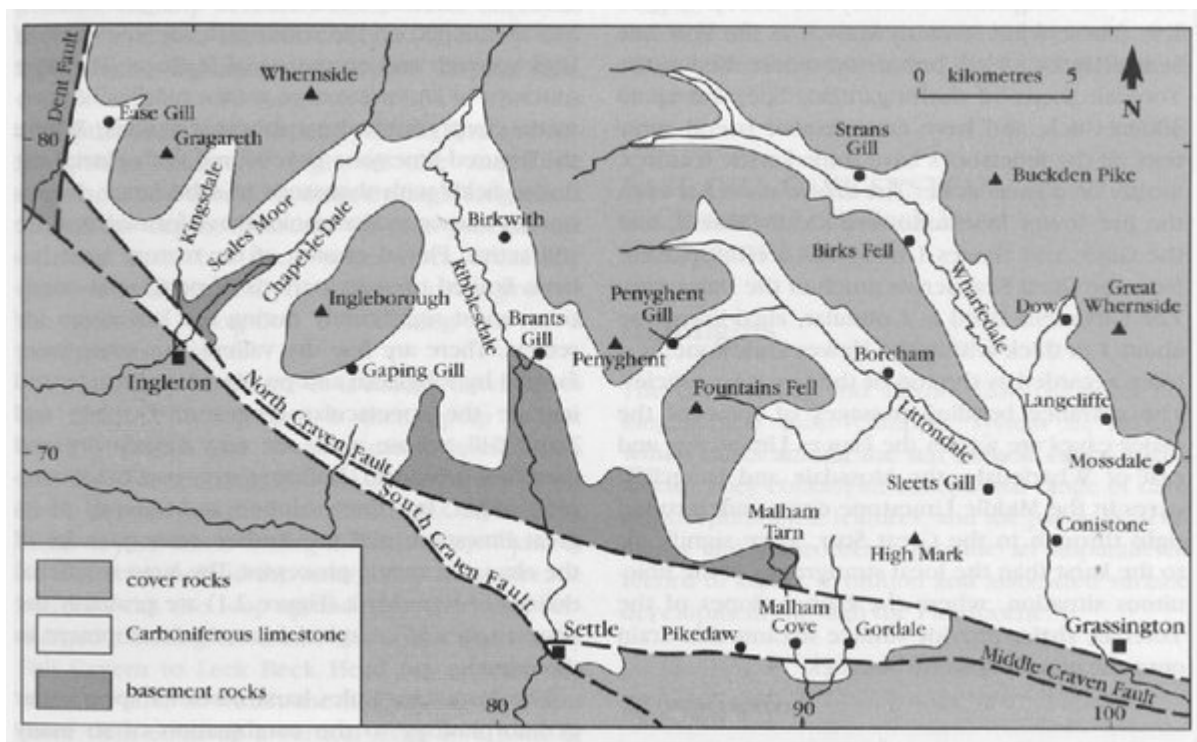 0 kilometres 5
N
Dent Fault
Ease Gill
80
Gragareth
Whernside
Kingsdale
Scales Moor
Chapel-le-Dale
Birkwith
Ribblesdale
Ingleborough
Brants
Gill
Gaping Gill
Ingleton
Strans
Gill
Buckden Pike
Birks Fell
Wharfedale
Penyghent
Gill
Penyghent
Dow
Great
Whernside
Boreham
Fountains Fell
Littondale
Langcliffe
Mossdale
70
North Craven Fault
South Craven Fault
Sleets Gill
Malham
Tarn
High Mark
Conistone
cover rocks
Carboniferous limestone
basement rocks
Settle
Pikedaw
Malham
Cove
Gordale
Grassington
Middle Craven Fault
80
90
100